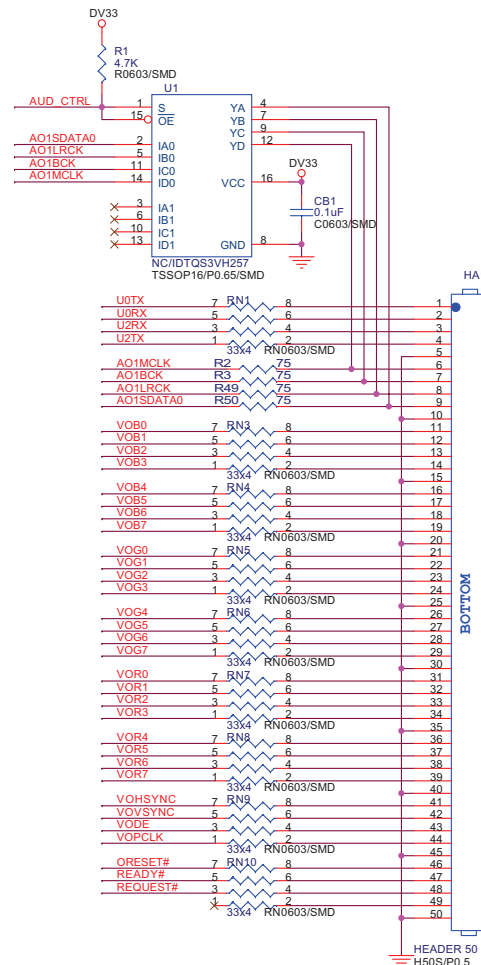 DV33
R1
4.7K
R0603/SMD
U1
AUD_CTRL 1 S YA 4
15 OE YB 7
YC 9
AO1SDATA0 2 IA0 YD 12
AO1LRCK 5 IB0
AO1BCK 11 IC0 DV33
AO1MCLK 14 ID0 VCC 16
3 IA1 CB1
6 IB1 0.1uF
10 IC1 C0603/SMD
13 ID1 GND 8
NC/IDTQS3VH257
TSSOP16/P0.65/SMD
HA
U0TX 7 RN1 8 1
U0RX 5 6 2
U2RX 3 4 3
U2TX 1 2 4
33x4 RN0603/SMD 5
AO1MCLK R2 75 6
AO1BCK R3 75 7
AO1LRCK R49 75 8
AO1SDATA0 R50 75 9
10
VOB0 7 RN3 8 11
VOB1 5 6 12
VOB2 3 4 13
VOB3 1 2 14
33x4 RN0603/SMD 15
VOB4 7 RN4 8 16
VOB5 5 6 17
VOB6 3 4 18
VOB7 1 2 19
33x4 RN0603/SMD 20
VOG0 7 RN5 8 21
VOG1 5 6 22
VOG2 3 4 23
VOG3 1 2 24
33x4 RN0603/SMD 25
VOG4 7 RN6 8 26
VOG5 5 6 27
VOG6 3 4 28
VOG7 1 2 29
33x4 RN0603/SMD 30
VOR0 7 RN7 8 31
VOR1 5 6 32
VOR2 3 4 33
VOR3 1 2 34
33x4 RN0603/SMD 35
VOR4 7 RN8 8 36
VOR5 5 6 37
VOR6 3 4 38
VOR7 1 2 39
33x4 RN0603/SMD 40
VOHSYNC 7 RN9 8 41
VOVSYNC 5 6 42
VODE 3 4 43
VOPCLK 1 2 44
33x4 RN0603/SMD 45
ORESET# 7 RN10 8 46
READY# 5 6 47
REQUEST# 3 4 48
1 2 49
33x4 RN0603/SMD 50
BOTTOM
HEADER 50
H50S/P0.5